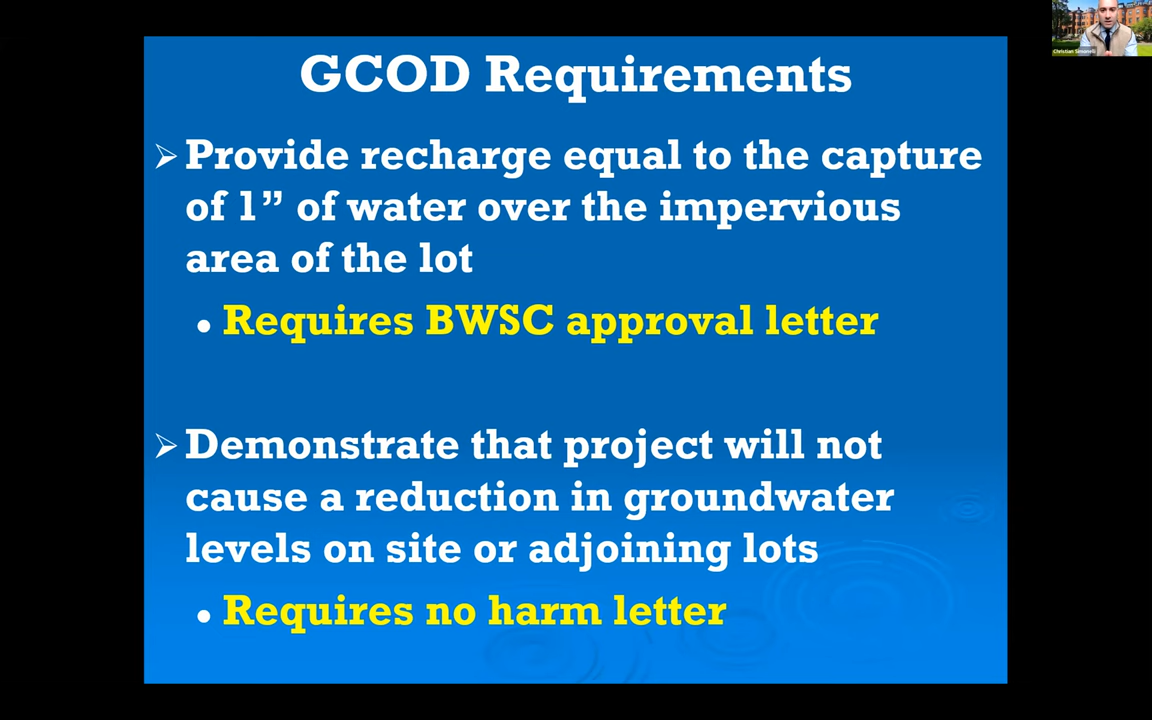 GCOD Requirements
Provide recharge equal to the capture
of 1” of water over the impervious
area of the lot
Requires BWSC approval letter
Demonstrate that project will not
cause a reduction in groundwater
levels on site or adjoining lots
Requires no harm letter
Christian